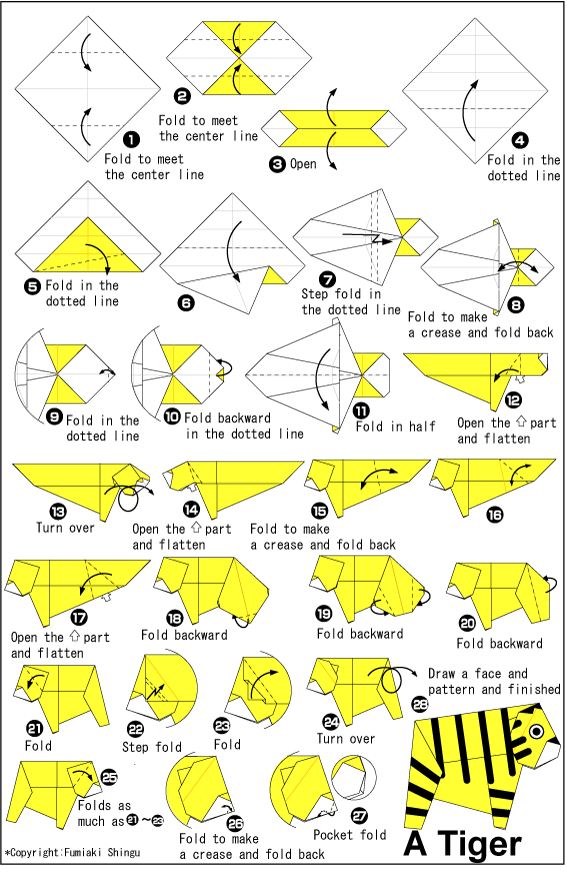 1 Fold to meet
the center line
2 Fold to meet
the center line
3 Open
4 Fold in the
dotted line
5 Fold in the
dotted line
6
7 Step fold in
the dotted line
8 Fold to make
a crease and fold back
9 Fold in the
dotted line
10 Fold backward
in the dotted line
11 Fold in half
12 Open the ⇧ part
and flatten
13 Turn over
14 Open the ⇧ part
and flatten
15 Fold to make
a crease and fold back
16
17 Open the ⇧ part
and flatten
18 Fold backward
19 Fold backward
20 Fold backward
21 Fold
22 Step fold
23 Fold
24 Turn over
28 Draw a face and
pattern and finished
25 Folds as
much as 21 ~ 23
26 Fold to make
a crease and fold back
27 Pocket fold
A Tiger
*Copyright:Fumiaki Shingu